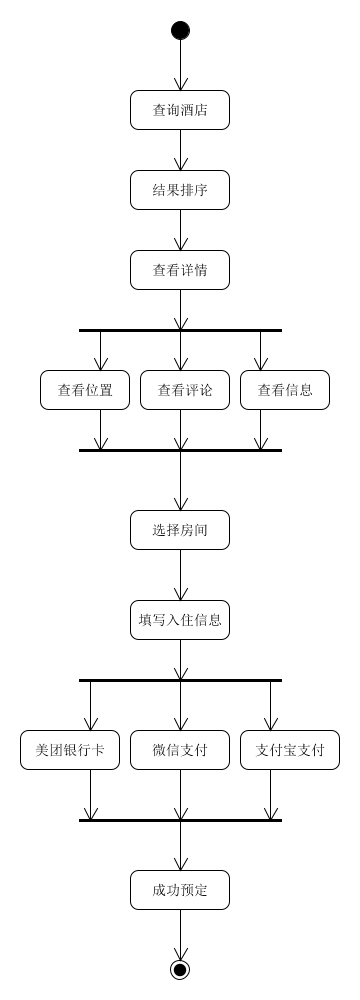 查询酒店
结果排序
查看详情
查看位置
查看评论
查看信息
选择房间
填写入住信息
美团银行卡
微信支付
支付宝支付
成功预定